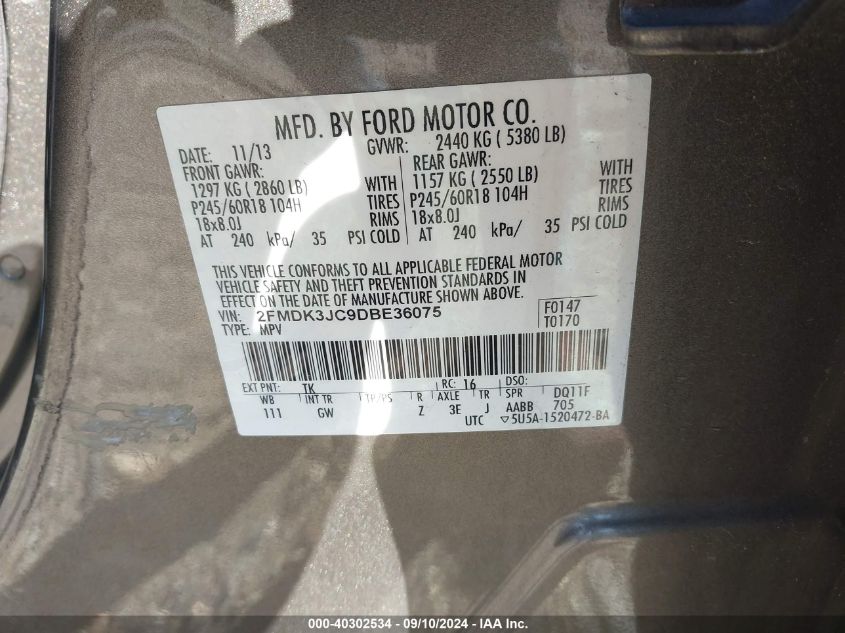 MFD. BY FORD MOTOR CO.
DATE: 11/13 GVWR: 2440 KG ( 5380 LB)
FRONT GAWR: REAR GAWR:
1297 KG ( 2860 LB) WITH 1157 KG ( 2550 LB) WITH
P245/60R18 104H TIRES P245/60R18 104H TIRES
18x8.0J RIMS 18x8.0J RIMS
AT 240 kPa/ 35 PSI COLD AT 240 kPa/ 35 PSI COLD
THIS VEHICLE CONFORMS TO ALL APPLICABLE FEDERAL MOTOR
VEHICLE SAFETY AND THEFT PREVENTION STANDARDS IN
EFFECT ON THE DATE OF MANUFACTURE SHOWN ABOVE.
VIN: 2FMDK3JC9DBE36075 F0147
TYPE: MPV T0170
EXT PNT: TK RC: 16 DSO:
WB INT TR TP/PS R AXLE TR SPR DQ11F
111 GW Z 3E J AABB 705
UTC ▽5U5A-1520472-BA
000-40302534 - 09/10/2024 - IAA Inc.